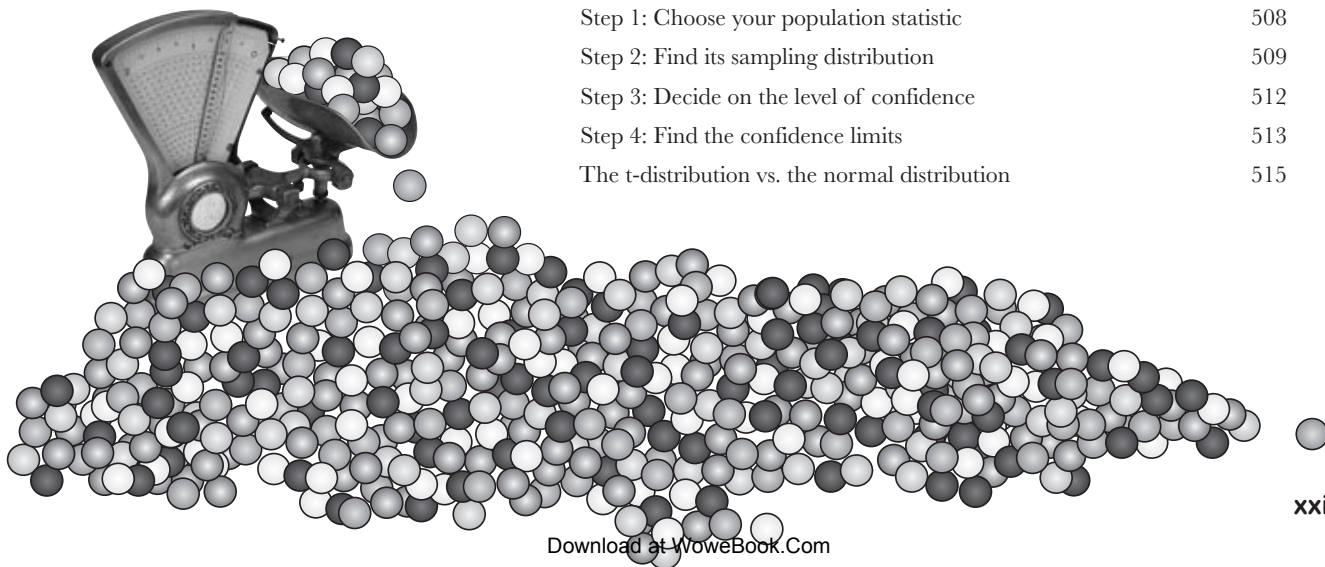 Step 1: Choose your population statistic 508
Step 2: Find its sampling distribution 509
Step 3: Decide on the level of confidence 512
Step 4: Find the confidence limits 513
The t-distribution vs. the normal distribution 515
xxi
Download at WoweBook.Com